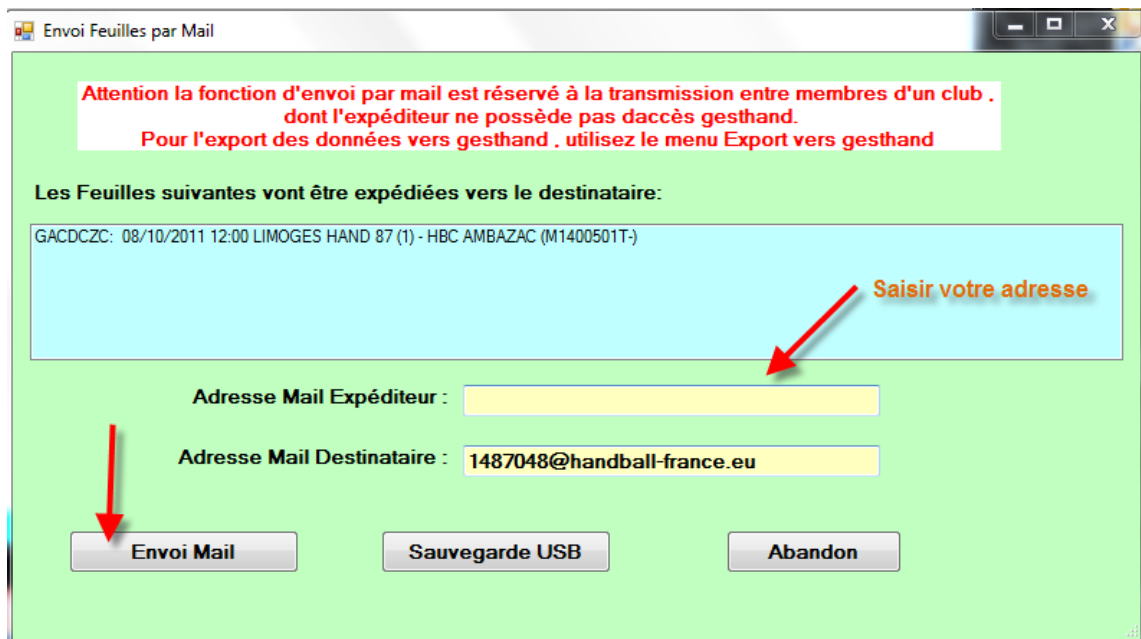 Envoi Feuilles par Mail
Attention la fonction d'envoi par mail est réservé à la transmission entre membres d'un club .
dont l'expéditeur ne possède pas daccès gesthand.
Pour l'export des données vers gesthand , utilisez le menu Export vers gesthand
Les Feuilles suivantes vont être expédiées vers le destinataire:
GACDCZC: 08/10/2011 12:00 LIMOGES HAND 87 (1) - HBC AMBAZAC (M1400501T-)
Saisir votre adresse
Adresse Mail Expéditeur :
Adresse Mail Destinataire : 1487048@handball-france.eu
Envoi Mail Sauvegarde USB Abandon